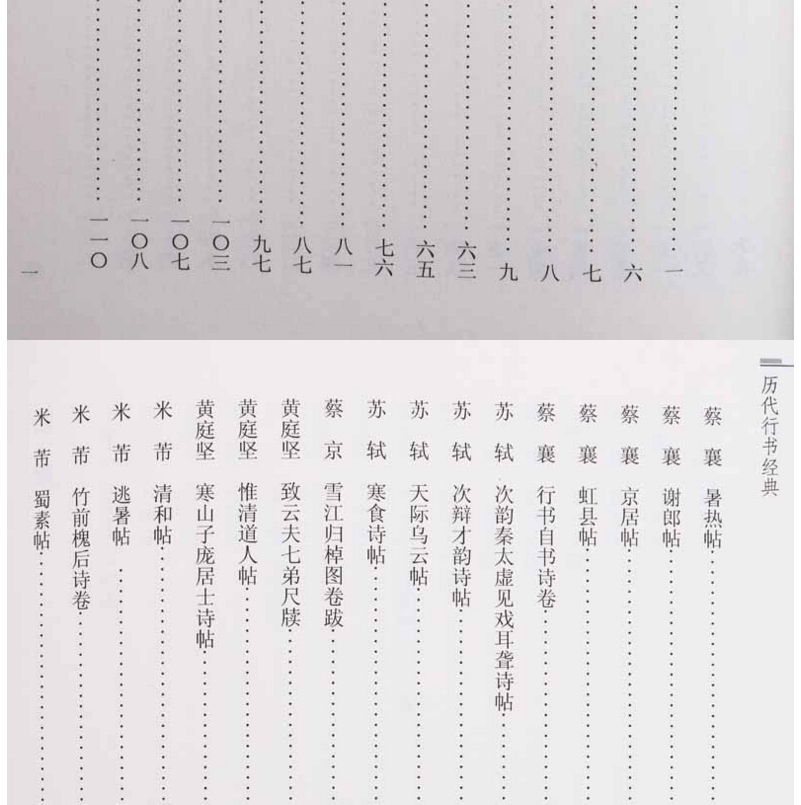 一
六
七
八
九
六三
六五
七六
八一
八七
九七
一〇三
一〇七
一〇八
一一〇
一
历代行书经典
蔡 襄 暑热帖
蔡 襄 谢郎帖
蔡 襄 京居帖
蔡 襄 虹县帖
蔡 襄 行书自书诗卷
苏 轼 次韵秦太虚见戏耳聋诗帖
苏 轼 次辩才韵诗帖
苏 轼 天际乌云帖
苏 轼 寒食诗帖
蔡 京 雪江归棹图卷跋
黄庭坚 致云夫七弟尺牍
黄庭坚 惟清道人帖
黄庭坚 寒山子庞居士诗帖
米 芾 清和帖
米 芾 逃暑帖
米 芾 竹前槐后诗卷
米 芾 蜀素帖